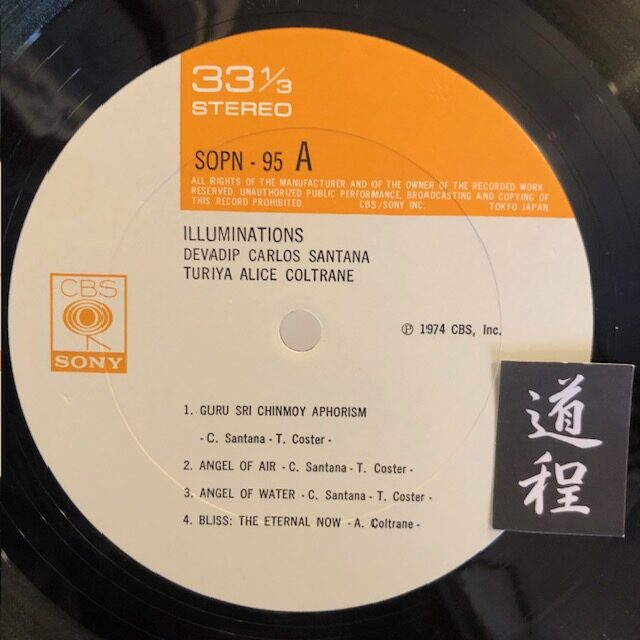 33 1/3
STEREO
SOPN - 95 A
ALL RIGHTS OF THE MANUFACTURER AND OF THE OWNER OF THE RECORDED WORK
RESERVED. UNAUTHORIZED PUBLIC PERFORMANCE, BROADCASTING AND COPYING OF
THIS RECORD PROHIBITED. CBS/SONY INC. TOKYO JAPAN.
ILLUMINATIONS
DEVADIP CARLOS SANTANA
TURIYA ALICE COLTRANE
CBS
SONY
℗ 1974 CBS, Inc.
1. GURU SRI CHINMOY APHORISM
- C. Santana - T. Coster -
2. ANGEL OF AIR - C. Santana - T. Coster -
3. ANGEL OF WATER - C. Santana - T. Coster -
4. BLISS: THE ETERNAL NOW - A. Coltrane -
道程